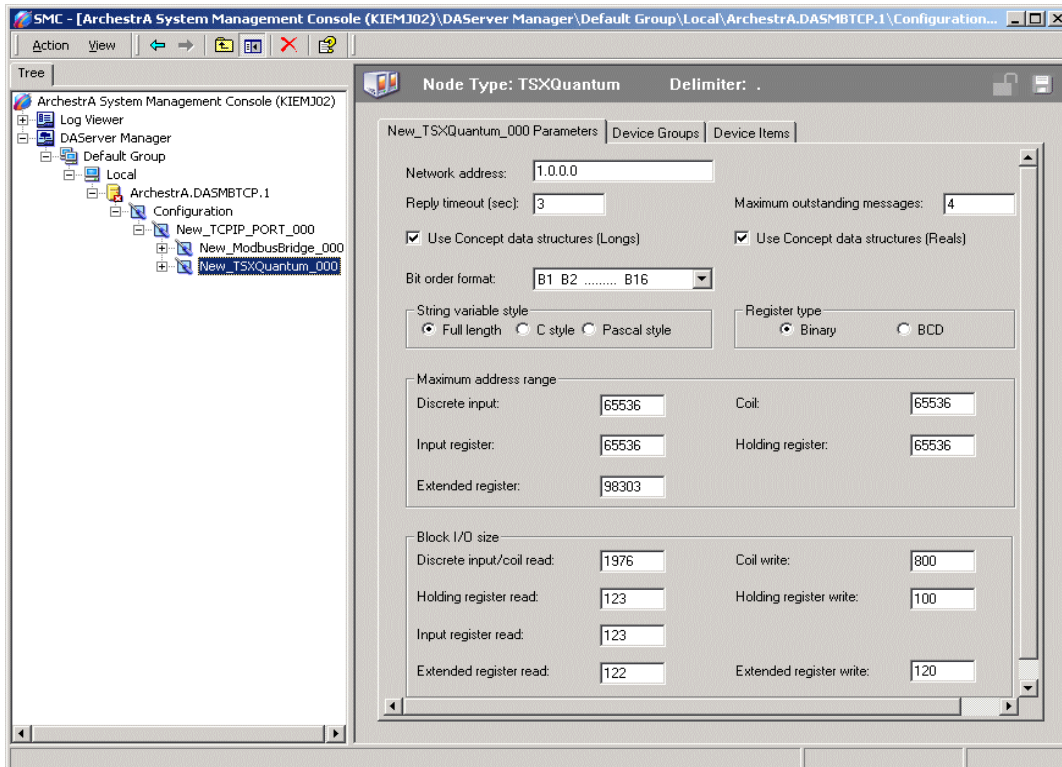 SMC - [ArchestrA System Management Console (KIEMJ02)\DAServer Manager\Default Group\Local\ArchestrA.DASMBTCP.1\Configuration...
Action View
Tree
ArchestrA System Management Console (KIEMJ02)
Log Viewer
DAServer Manager
Default Group
Local
ArchestrA.DASMBTCP.1
Configuration
New_TCPIP_PORT_000
New_ModbusBridge_000
New_TSXQuantum_000
Node Type: TSXQuantum Delimiter: .
New_TSXQuantum_000 Parameters Device Groups Device Items
Network address: 1.0.0.0
Reply timeout (sec): 3 Maximum outstanding messages: 4
Use Concept data structures (Longs) Use Concept data structures (Reals)
Bit order format: B1 B2 ......... B16
String variable style Register type
Full length C style Pascal style Binary BCD
Maximum address range
Discrete input: 65536 Coil: 65536
Input register: 65536 Holding register: 65536
Extended register: 98303
Block I/O size
Discrete input/coil read: 1976 Coil write: 800
Holding register read: 123 Holding register write: 100
Input register read: 123
Extended register read: 122 Extended register write: 120